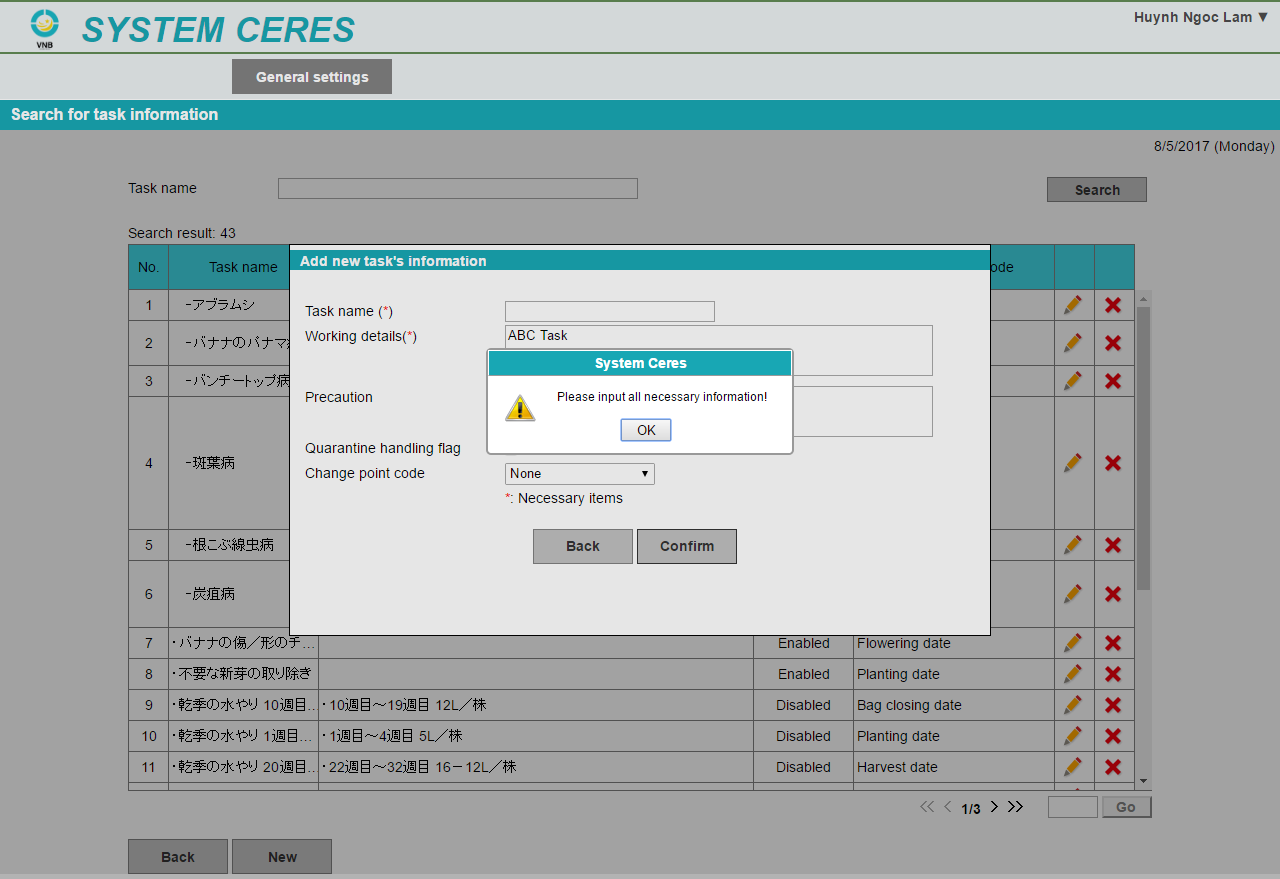 VNB
SYSTEM CERES
Huynh Ngoc Lam ▼
General settings
Search for task information
8/5/2017 (Monday)
Task name
Search
Search result: 43
No. Task name ode
Add new task's information
Task name (*)
Working details(*) ABC Task
System Ceres
Please input all necessary information!
OK
Precaution
Quarantine handling flag
Change point code None
*: Necessary items
Back Confirm
1 -アブラムシ
2 -バナナのバナマ
3 -バンチートップ病
4 -斑葉病
5 -根こぶ線虫病
6 -炭疽病
7 ・バナナの傷／形のチ... Enabled Flowering date
8 ・不要な新芽の取り除き Enabled Planting date
9 ・乾季の水やり 10週目... ・10週目～19週目 12L／株 Disabled Bag closing date
10 ・乾季の水やり 1週目... ・1週目～4週目 5L／株 Disabled Planting date
11 ・乾季の水やり 20週目... ・22週目～32週目 16－12L／株 Disabled Harvest date
1/3 Go
Back New